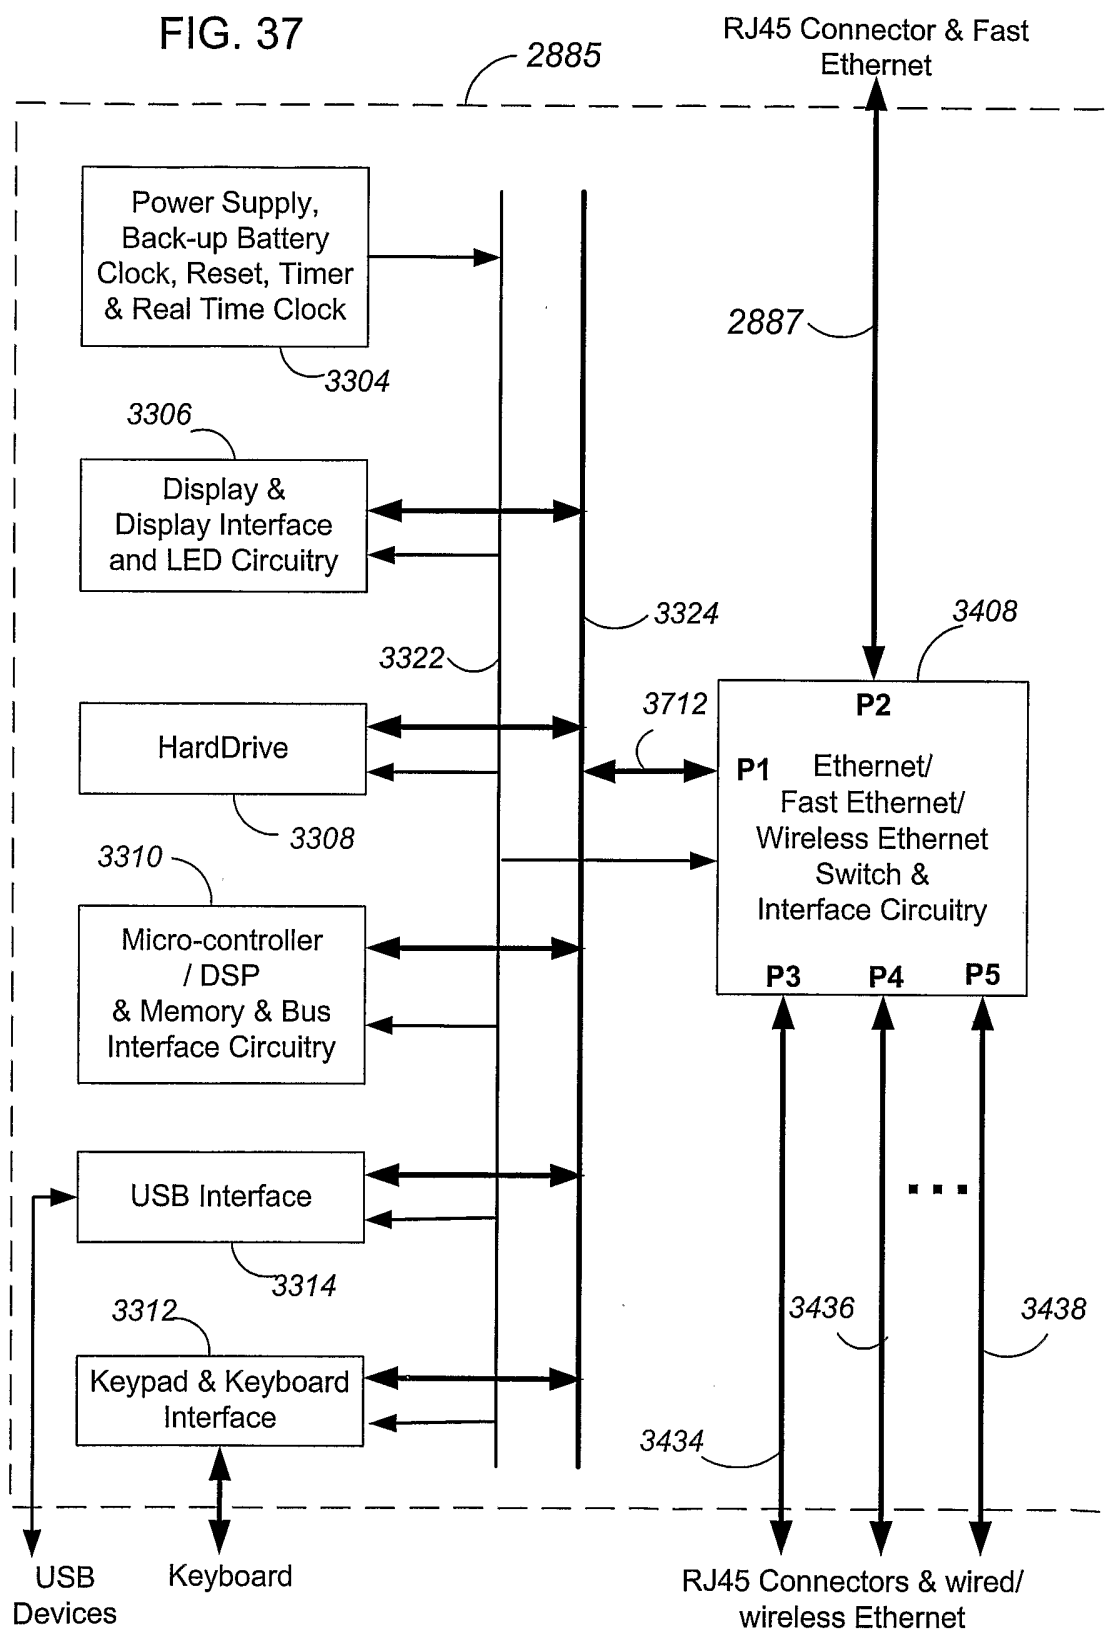 FIG. 37
RJ45 Connector & Fast
Ethernet
2885
Power Supply,
Back-up Battery
Clock, Reset, Timer
& Real Time Clock
3304
2887
3306
Display &
Display Interface
and LED Circuitry
3324
3322
3408
HardDrive
3308
3712
P2
P1
Ethernet/
Fast Ethernet/
Wireless Ethernet
Switch &
Interface Circuitry
P3
P4
P5
3310
Micro-controller
/ DSP
& Memory & Bus
Interface Circuitry
USB Interface
3314
3312
Keypad & Keyboard
Interface
3436
3438
3434
USB
Devices
Keyboard
RJ45 Connectors & wired/
wireless Ethernet